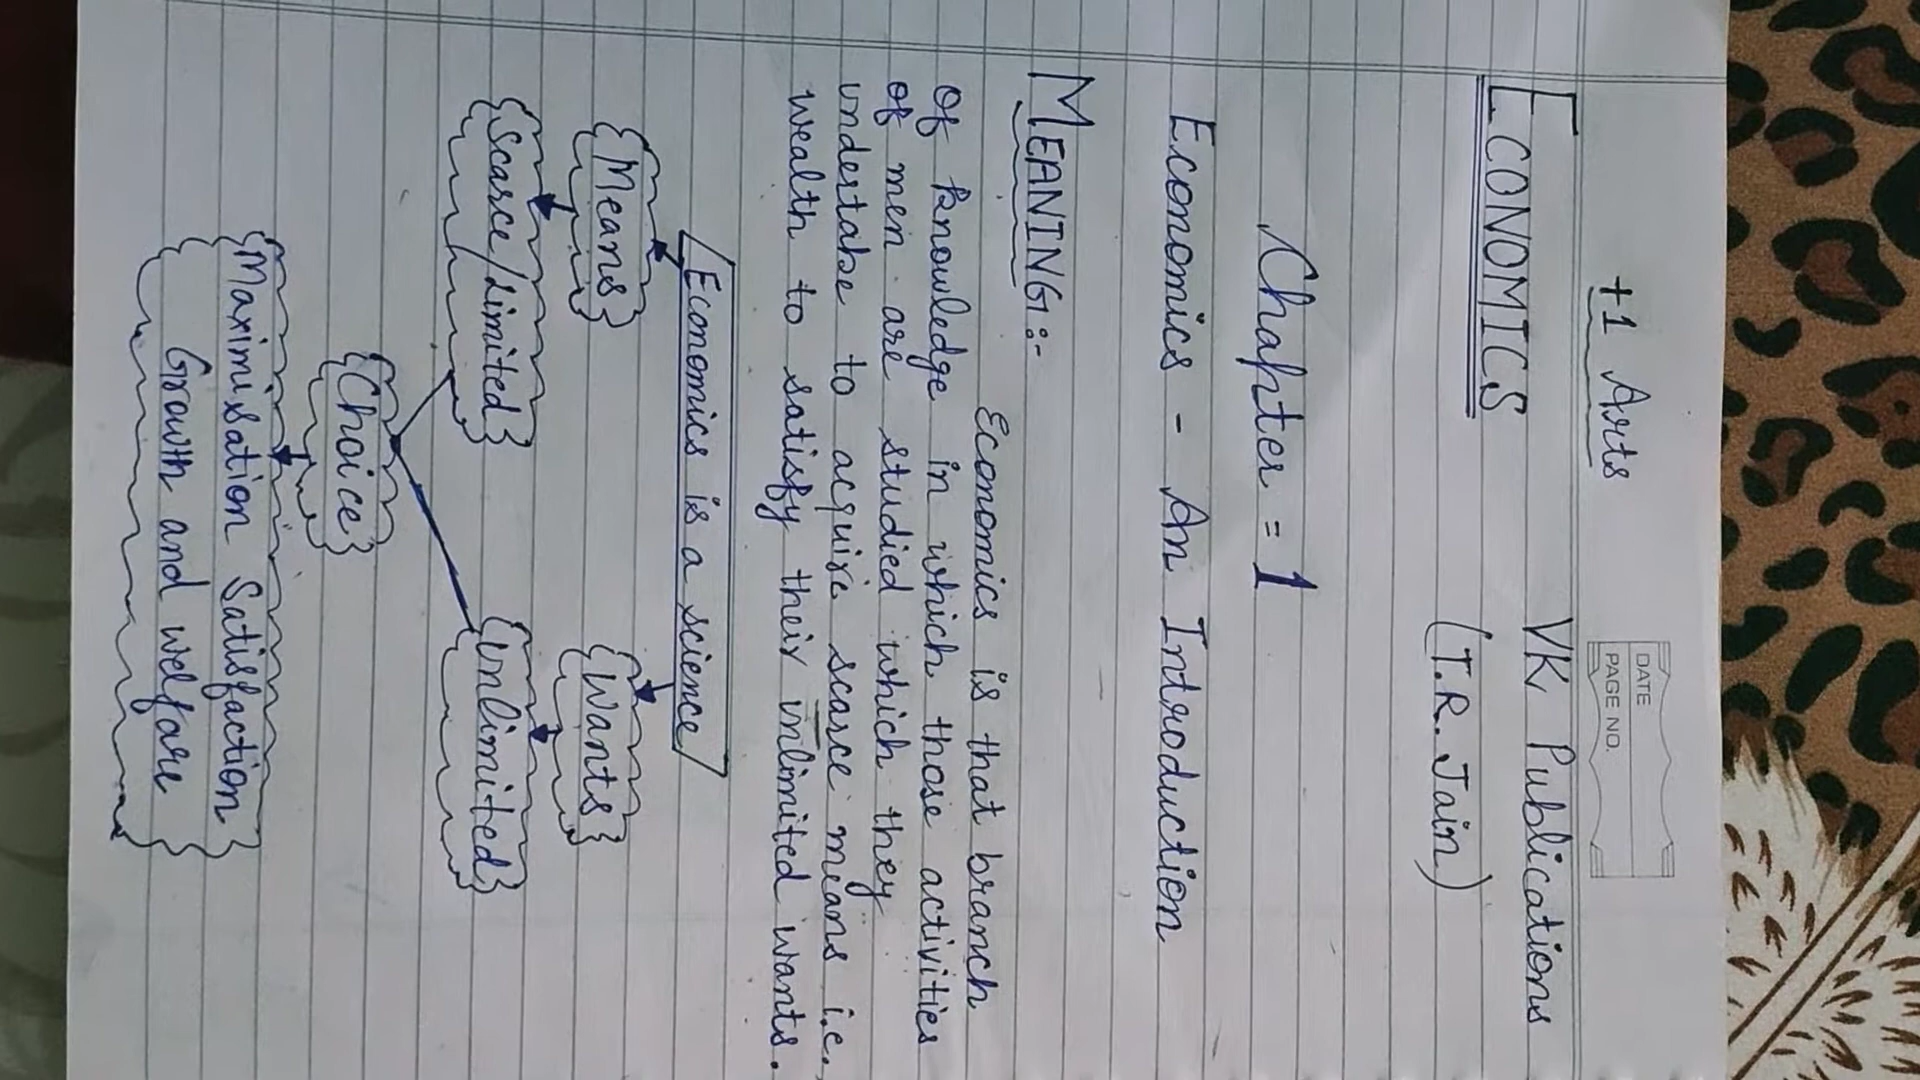 +1 Arts
DATE
PAGE NO.
ECONOMICS VK Publications
(T.R. Jain)
Chapter = 1
Economics - An Introduction
MEANING:-
Economics is that branch
of knowledge in which those activities
of men are studied which they
undertake to acquire scarce means i.e.,
wealth to satisfy their unlimited wants.
Economics is a science
{Means} {Wants}
{Scarce/Limited} {Unlimited}
{Choice}
{Maximisation Satisfaction}
Growth and welfare